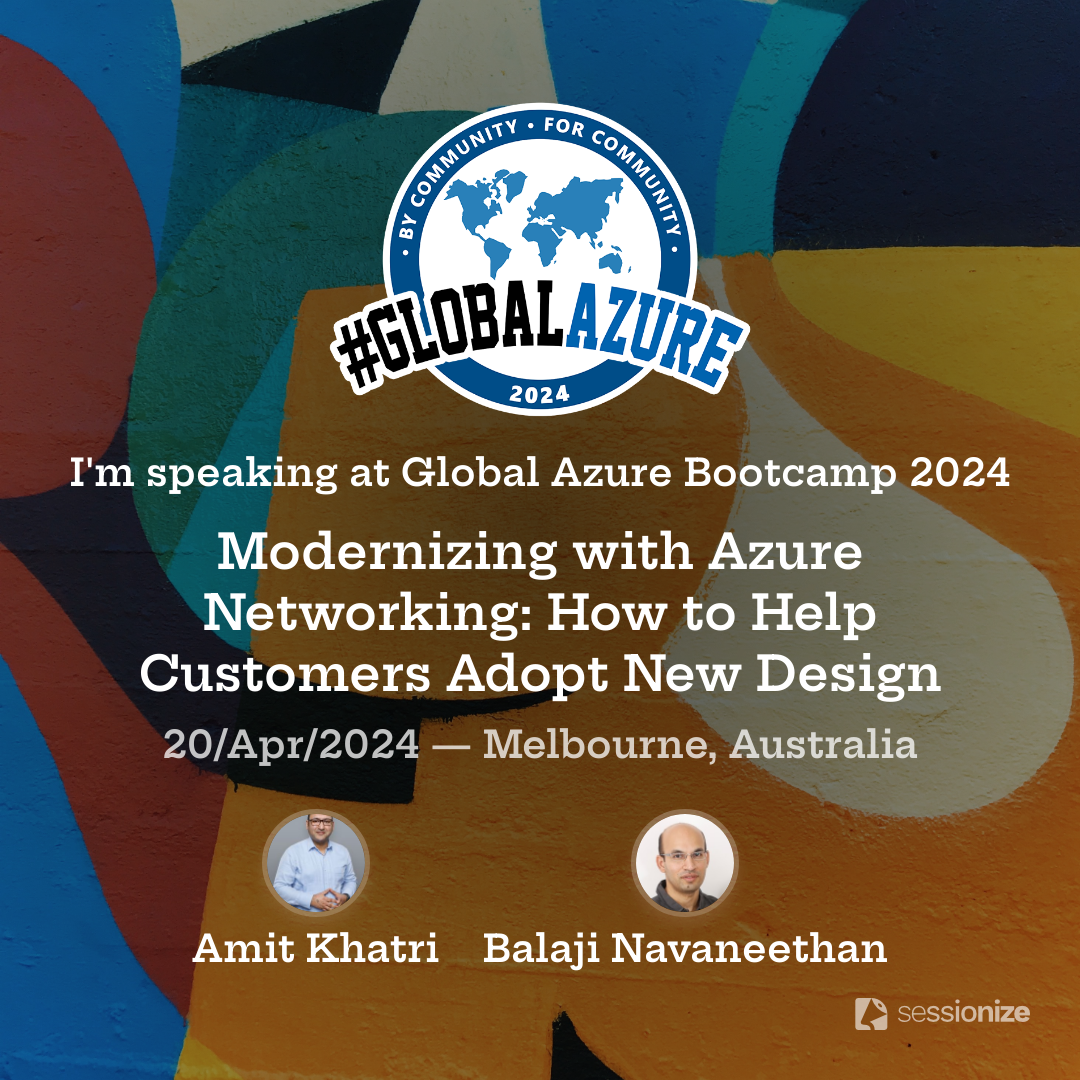 • BY COMMUNITY • FOR COMMUNITY •
#GLOBALAZURE
2024
I'm speaking at Global Azure Bootcamp 2024
Modernizing with Azure
Networking: How to Help
Customers Adopt New Design
20/Apr/2024 — Melbourne, Australia
Amit Khatri
Balaji Navaneethan
sessionize